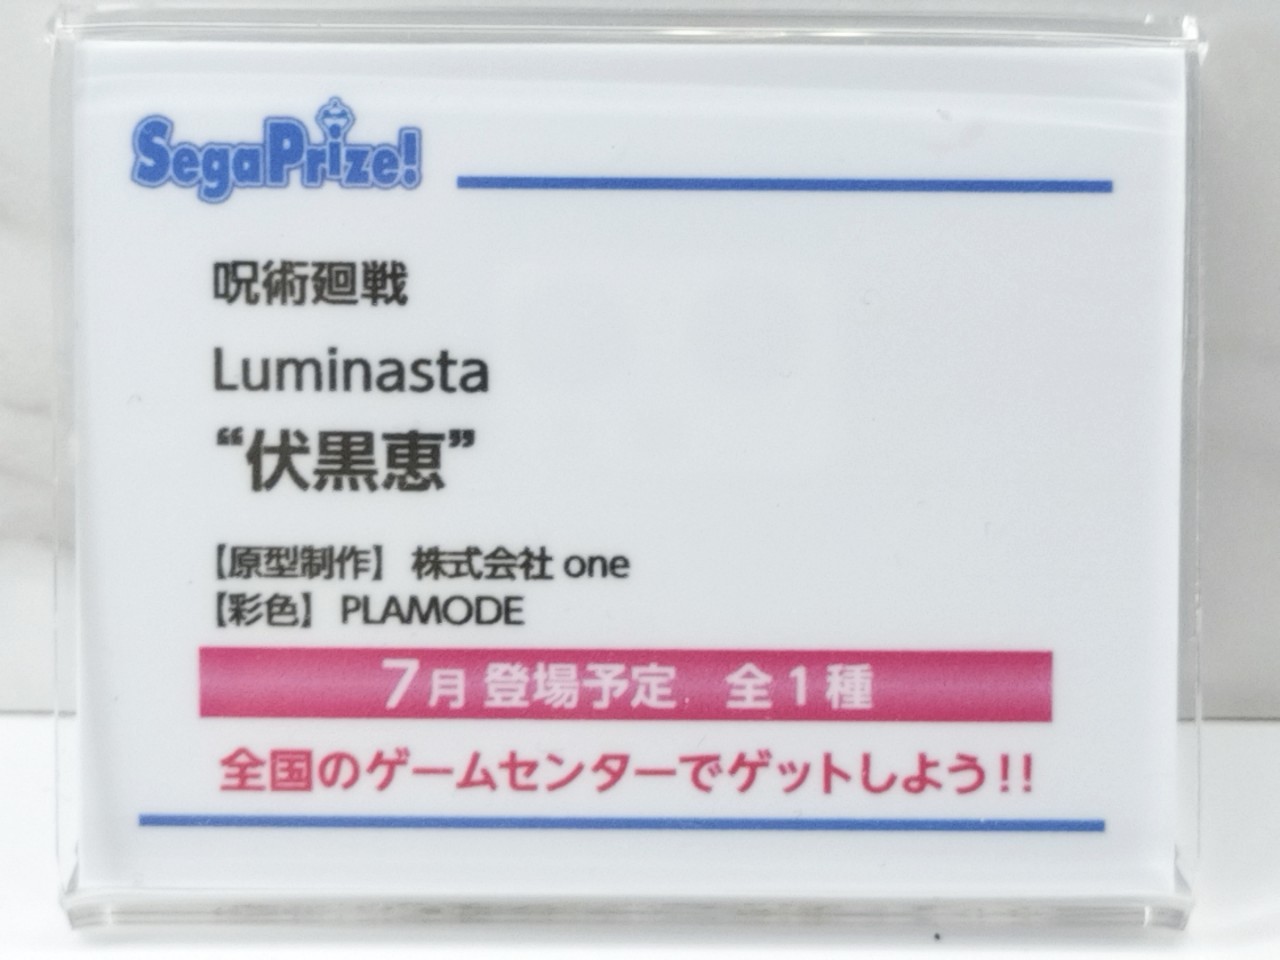 SegaPrize!
呪術廻戦
Luminasta
“伏黒恵”
【原型制作】 株式会社 one
【彩色】 PLAMODE
7月 登場予定　全1種
全国のゲームセンターでゲットしよう!!